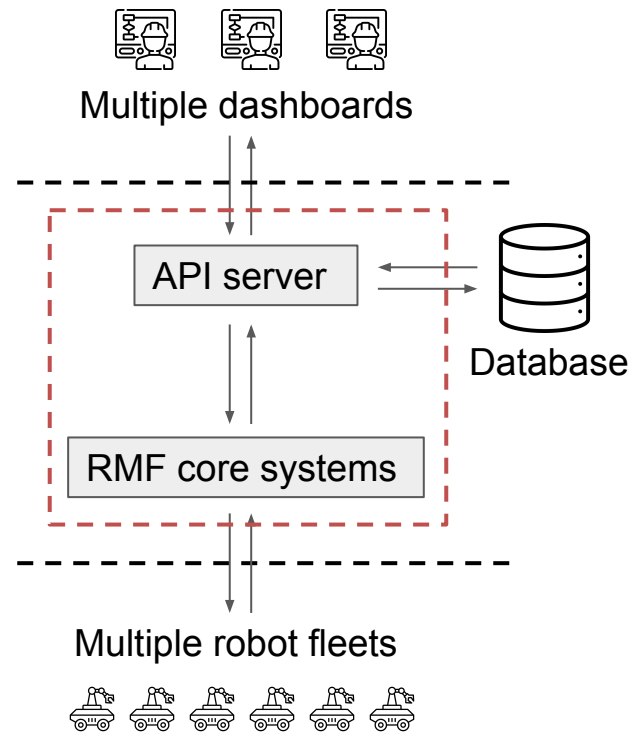 Multiple dashboards
API server
Database
RMF core systems
Multiple robot fleets